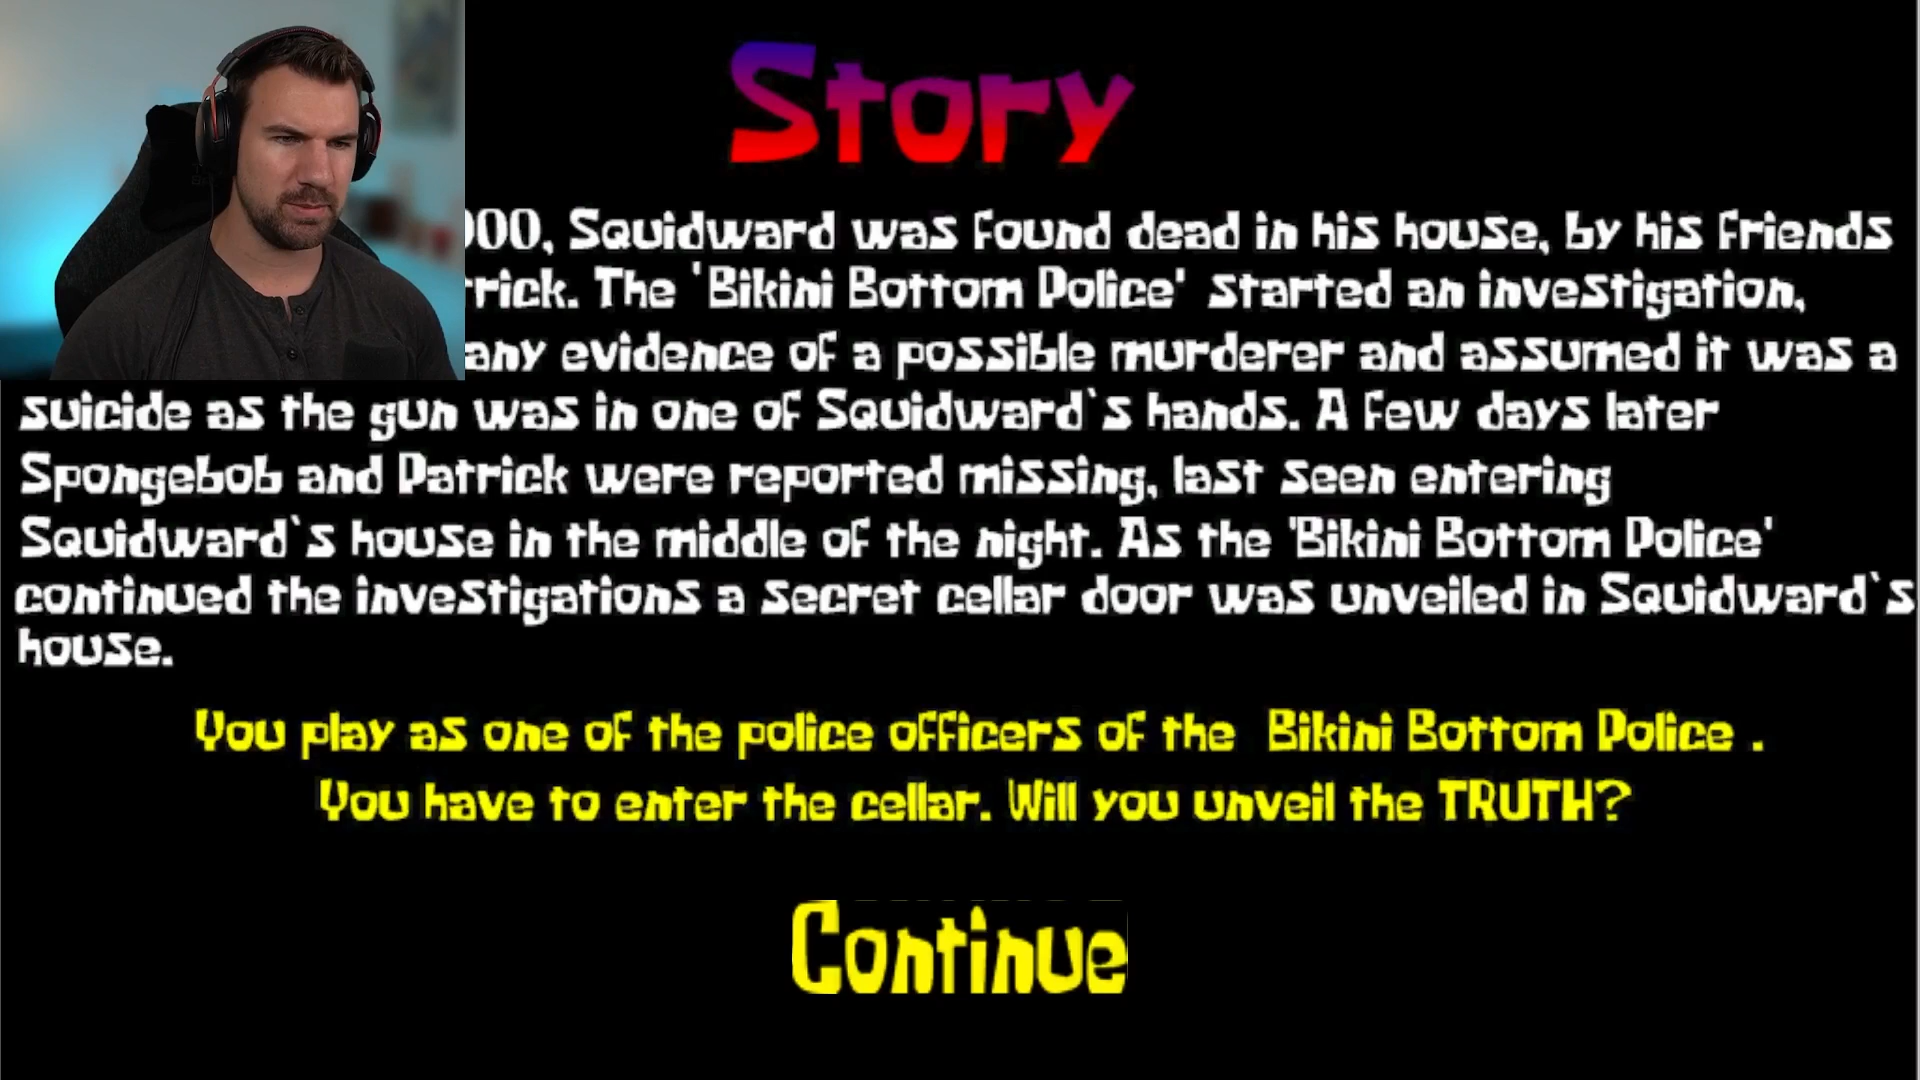 Story
Squidward was found dead in his house, by his friends
The 'Bikini Bottom Police' started an investigation,
any evidence of a possible murderer and assumed it was a
suicide as the gun was in one of Squidward`s hands. A few days later
Spongebob and Patrick were reported missing, last seen entering
Squidward`s house in the middle of the night. As the 'Bikini Bottom Police'
continued the investigations a secret cellar door was unveiled in Squidward`s
house.
You play as one of the police officers of the Bikini Bottom Police .
You have to enter the cellar. Will you unveil the TRUTH?
Continue